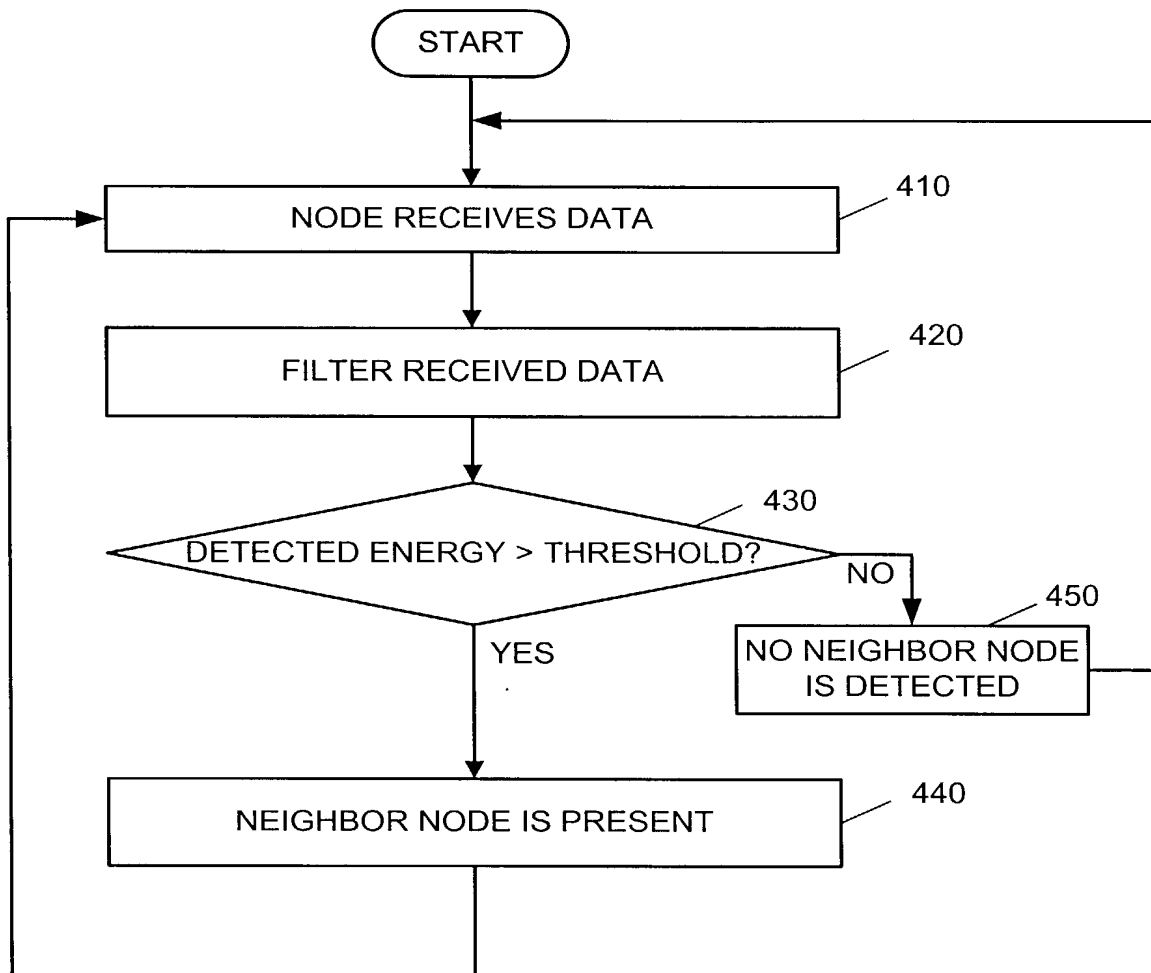 START
410
NODE RECEIVES DATA
420
FILTER RECEIVED DATA
430
DETECTED ENERGY > THRESHOLD?
NO
450
YES
NO NEIGHBOR NODE
IS DETECTED
440
NEIGHBOR NODE IS PRESENT